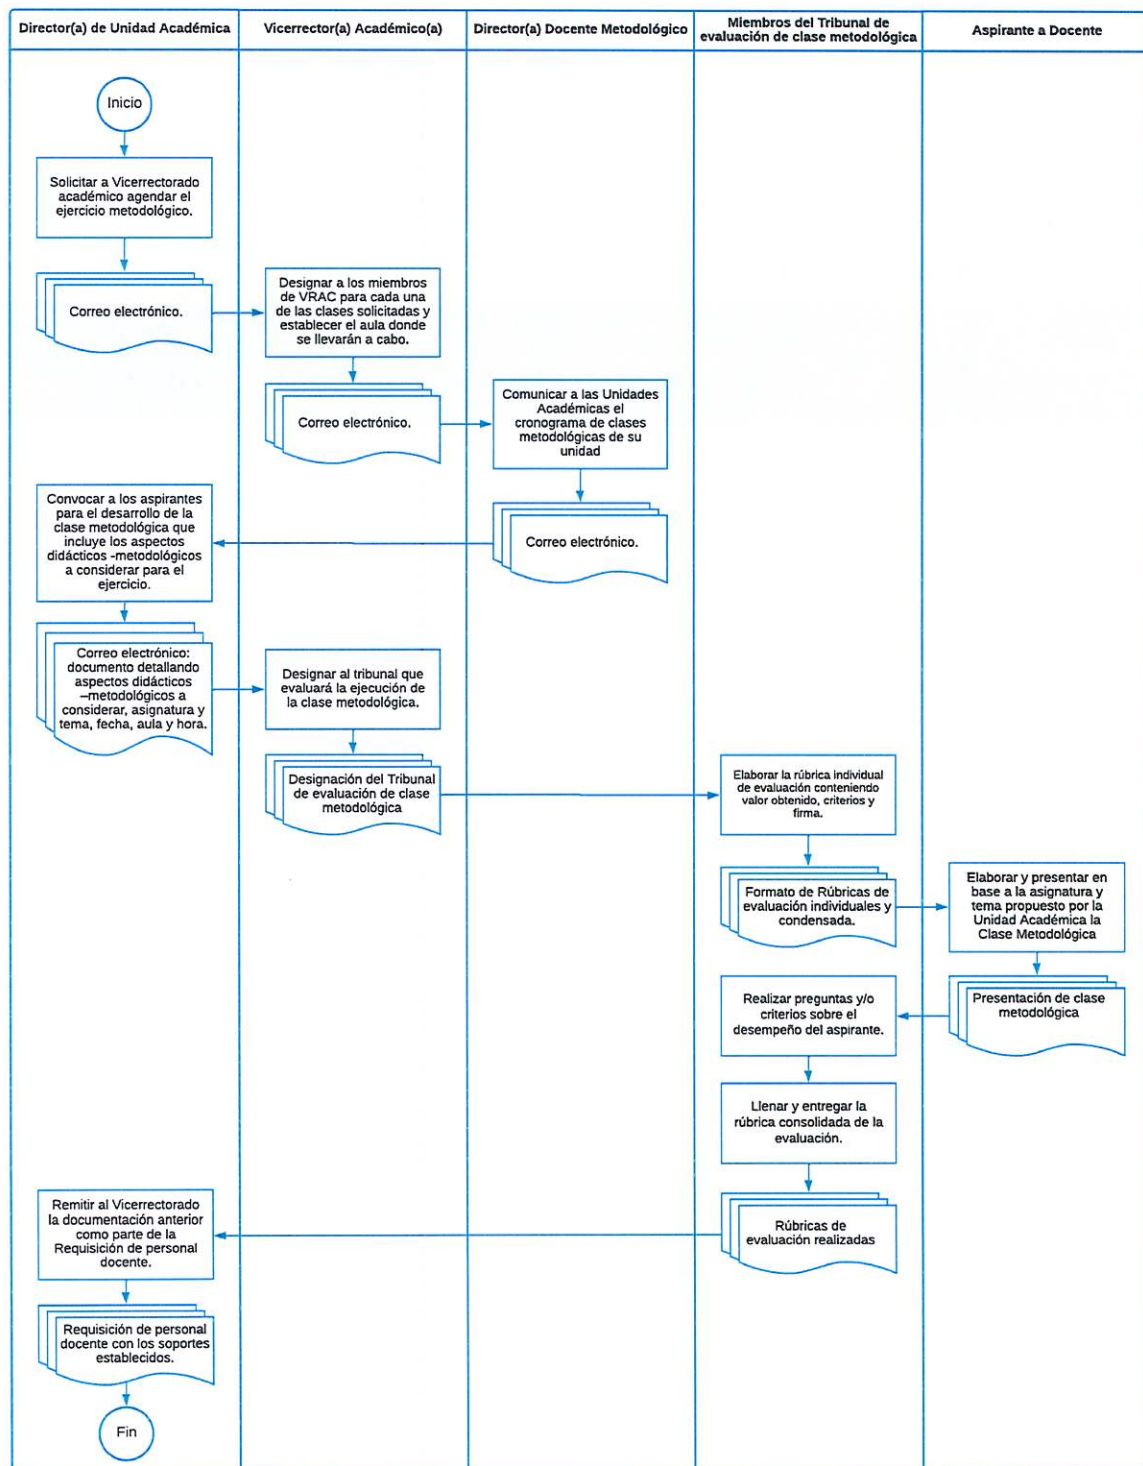 Director(a) de Unidad Académica
Vicerrector(a) Académico(a)
Director(a) Docente Metodológico
Miembros del Tribunal de
evaluación de clase metodológica
Aspirante a Docente
Inicio
Solicitar a Vicerrectorado
académico agendar el
ejercicio metodológico.
Correo electrónico.
Designar a los miembros
de VRAC para cada una
de las clases solicitadas y
establecer el aula donde
se llevarán a cabo.
Correo electrónico.
Comunicar a las Unidades
Académicas el
cronograma de clases
metodológicas de su
unidad
Correo electrónico.
Convocar a los aspirantes
para el desarrollo de la
clase metodológica que
incluye los aspectos
didácticos -metodológicos
a considerar para el
ejercicio.
Correo electrónico:
documento detallando
aspectos didácticos
–metodológicos a
considerar, asignatura y
tema, fecha, aula y hora.
Designar al tribunal que
evaluará la ejecución de
la clase metodológica.
Designación del Tribunal
de evaluación de clase
metodológica
Elaborar la rúbrica individual
de evaluación conteniendo
valor obtenido, criterios y
firma.
Formato de Rúbricas de
evaluación individuales y
condensada.
Elaborar y presentar en
base a la asignatura y
tema propuesto por la
Unidad Académica la
Clase Metodológica
Presentación de clase
metodológica
Realizar preguntas y/o
criterios sobre el
desempeño del aspirante.
Llenar y entregar la
rúbrica consolidada de la
evaluación.
Rúbricas de
evaluación realizadas
Remitir al Vicerrectorado
la documentación anterior
como parte de la
Requisición de personal
docente.
Requisición de personal
docente con los soportes
establecidos.
Fin